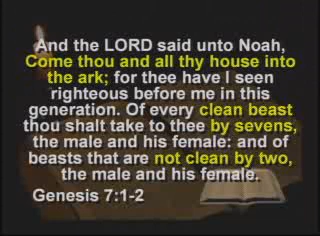 And the LORD said unto Noah,
Come thou and all thy house into
the ark; for thee have I seen
righteous before me in this
generation. Of every clean beast
thou shalt take to thee by sevens,
the male and his female: and of
beasts that are not clean by two,
the male and his female.
Genesis 7:1-2